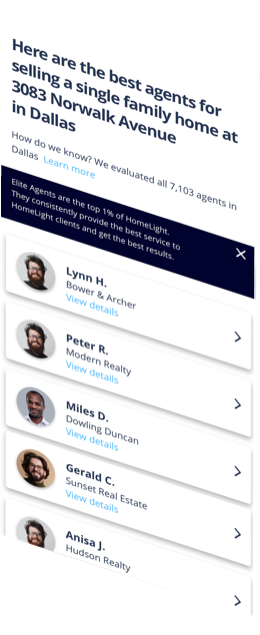 Here are the best agents for
selling a single family home at
3083 Norwalk Avenue
in Dallas
How do we know? We evaluated all 7,103 agents in
Dallas Learn more
Elite Agents are the top 1% of HomeLight.
They consistently provide the best service to
HomeLight clients and get the best results.
Lynn H.
Bower & Archer
View details
Peter R.
Modern Realty
View details
Miles D.
Dowling Duncan
View details
Gerald C.
Sunset Real Estate
View details
Anisa J.
Hudson Realty